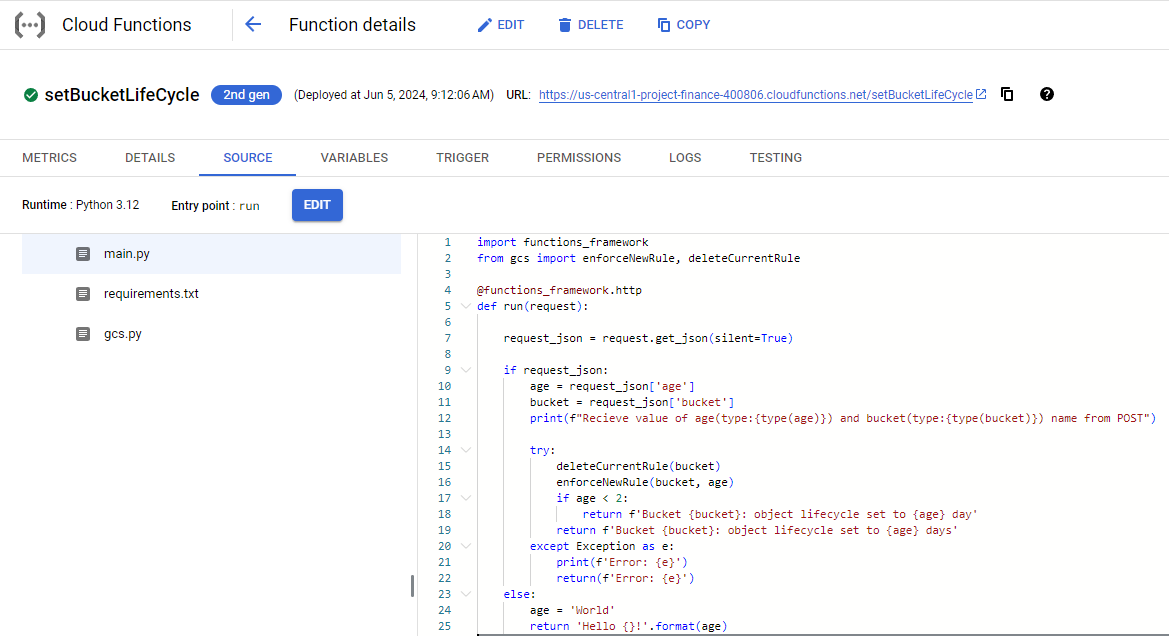 Cloud Functions
Function details
EDIT
DELETE
COPY
setBucketLifeCycle 2nd gen (Deployed at Jun 5, 2024, 9:12:06 AM) URL: https://us-central1-project-finance-400806.cloudfunctions.net/setBucketLifeCycle
METRICS DETAILS SOURCE VARIABLES TRIGGER PERMISSIONS LOGS TESTING
Runtime : Python 3.12 Entry point : run EDIT
main.py
requirements.txt
gcs.py
1 import functions_framework
2 from gcs import enforceNewRule, deleteCurrentRule
3
4 @functions_framework.http
5 def run(request):
6
7     request_json = request.get_json(silent=True)
8
9     if request_json:
10         age = request_json['age']
11         bucket = request_json['bucket']
12         print(f"Recieve value of age(type:{type(age)}) and bucket(type:{type(bucket)}) name from POST")
13
14         try:
15             deleteCurrentRule(bucket)
16             enforceNewRule(bucket, age)
17             if age < 2:
18                 return f'Bucket {bucket}: object lifecycle set to {age} day'
19             return f'Bucket {bucket}: object lifecycle set to {age} days'
20         except Exception as e:
21             print(f'Error: {e}')
22             return(f'Error: {e}')
23     else:
24         age = 'World'
25         return 'Hello {}!'.format(age)